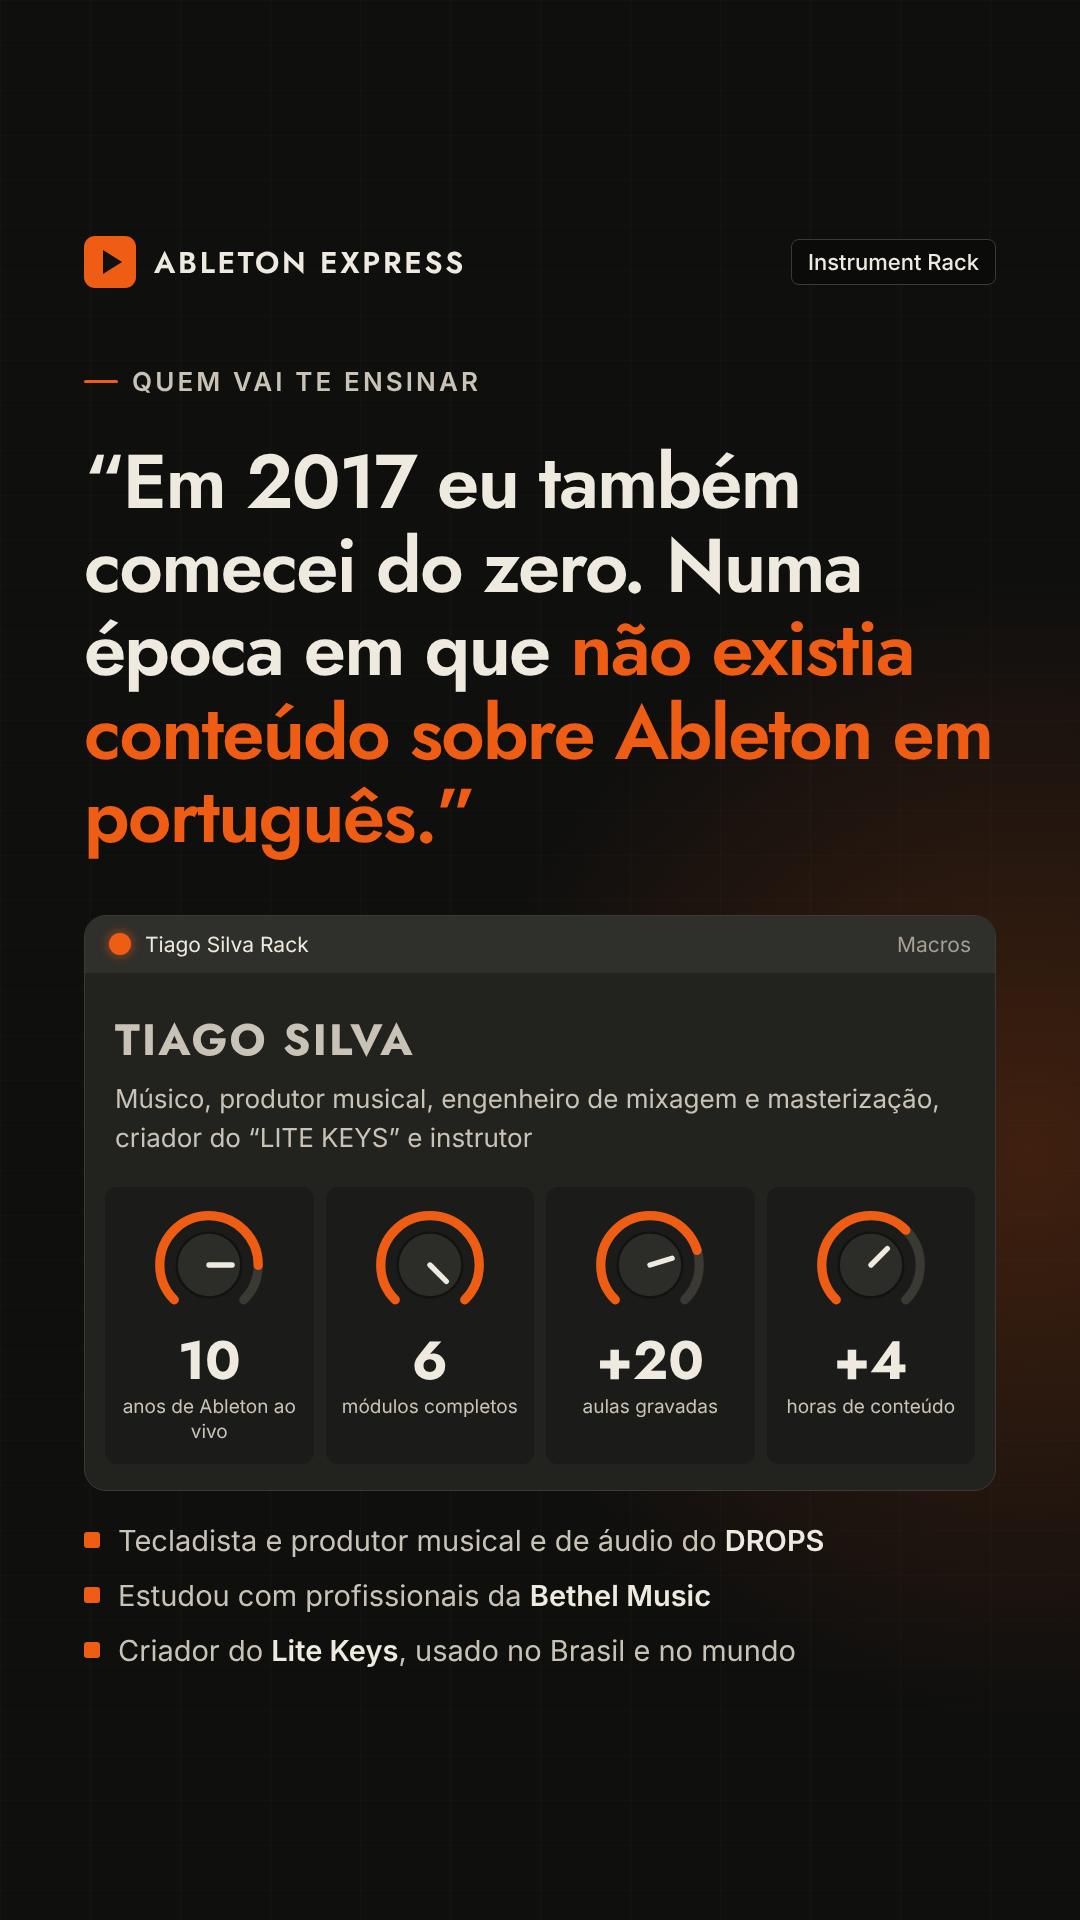 ABLETON EXPRESS
Instrument Rack
QUEM VAI TE ENSINAR
“Em 2017 eu também
comecei do zero. Numa
época em que não existia
conteúdo sobre Ableton em
português.”
Tiago Silva Rack
Macros
TIAGO SILVA
Músico, produtor musical, engenheiro de mixagem e masterização,
criador do “LITE KEYS” e instrutor
10
anos de Ableton ao
vivo
6
módulos completos
+20
aulas gravadas
+4
horas de conteúdo
Tecladista e produtor musical e de áudio do DROPS
Estudou com profissionais da Bethel Music
Criador do Lite Keys, usado no Brasil e no mundo